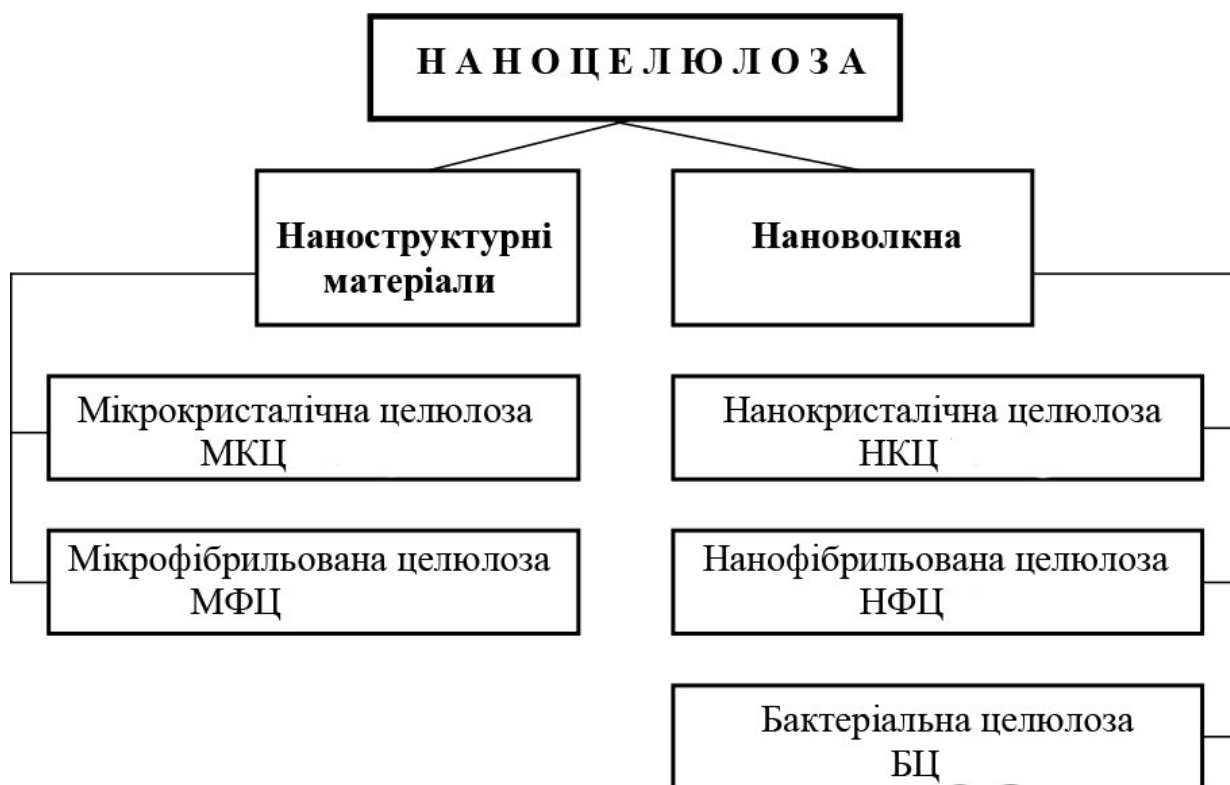 НАНОЦЕЛЮЛОЗА
Наноструктурні
матеріали
Нановолкна
Мікрокристалічна целюлоза
МКЦ
Мікрофібрильована целюлоза
МФЦ
Нанокристалічна целюлоза
НКЦ
Нанофібрильована целюлоза
НФЦ
Бактеріальна целюлоза
БЦ